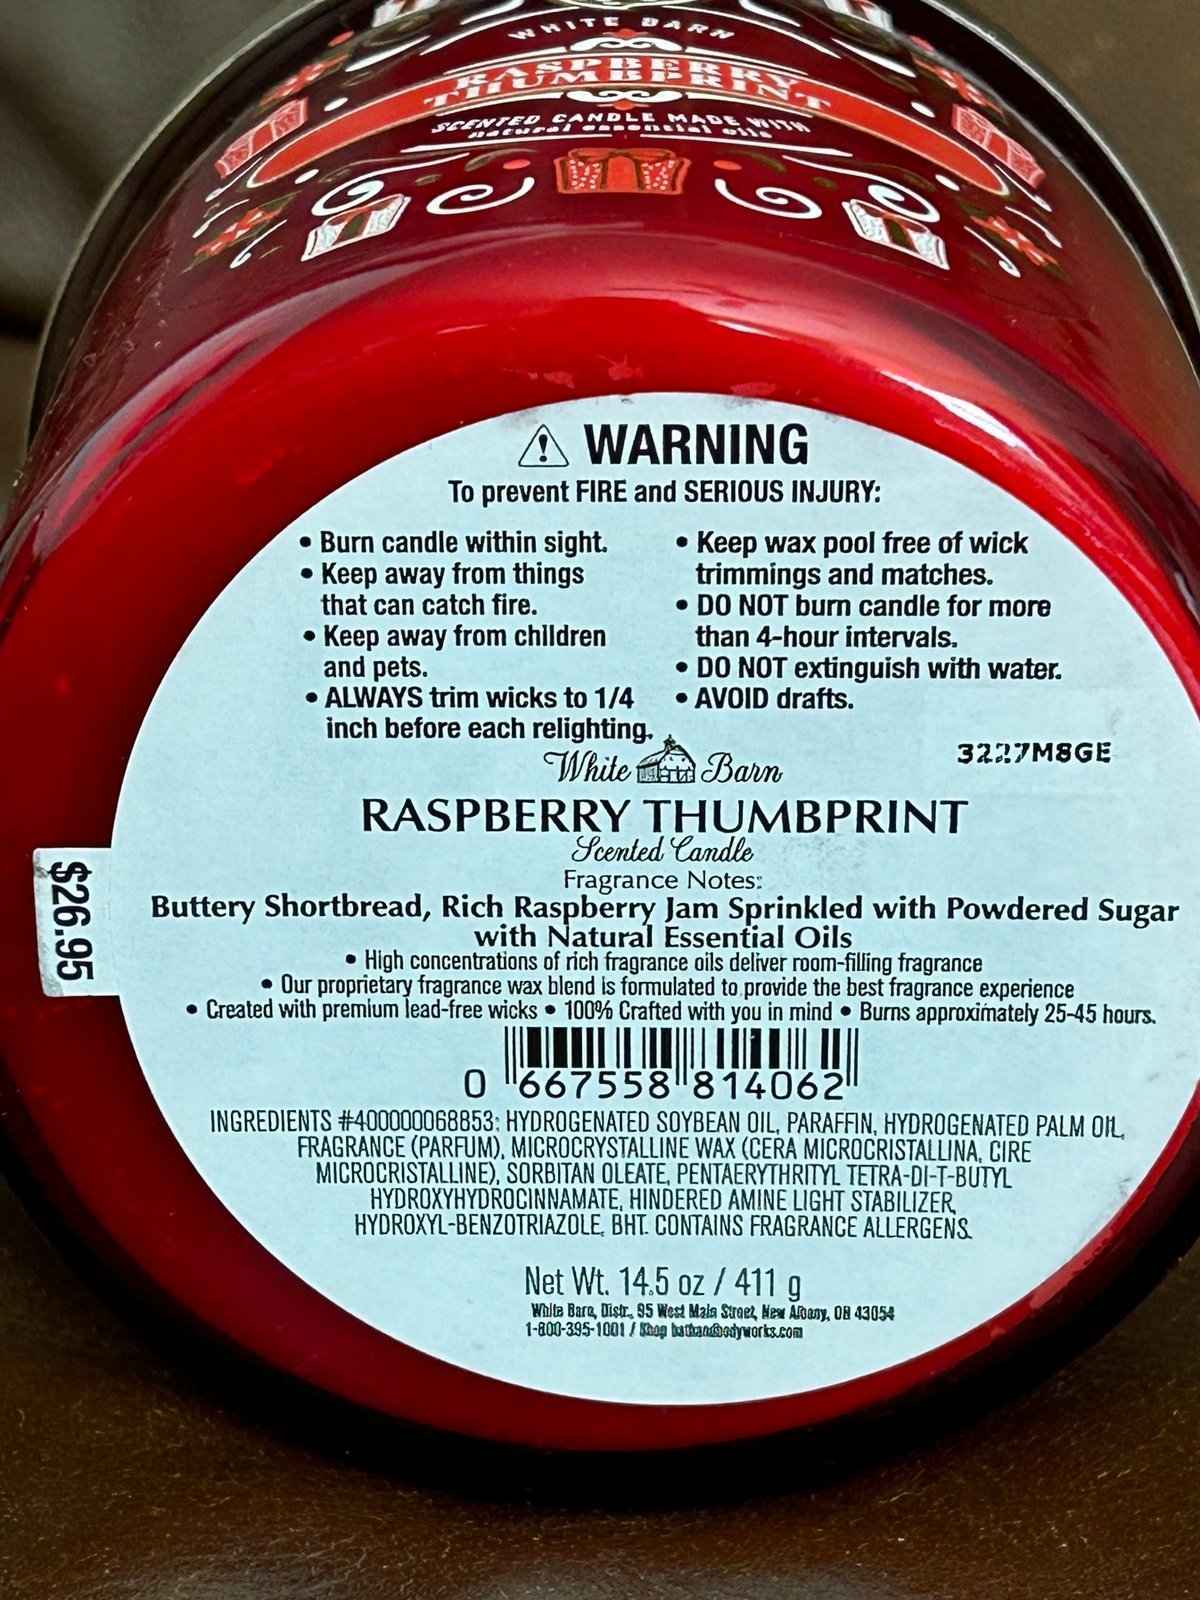 WHITE BARN
RASPBERRY
THUMBPRINT
SCENTED CANDLE MADE WITH
natural essential oils
⚠ WARNING
To prevent FIRE and SERIOUS INJURY:
• Burn candle within sight.
• Keep away from things
that can catch fire.
• Keep away from children
and pets.
• ALWAYS trim wicks to 1/4
inch before each relighting.
• Keep wax pool free of wick
trimmings and matches.
• DO NOT burn candle for more
than 4-hour intervals.
• DO NOT extinguish with water.
• AVOID drafts.
3227M8GE
White Barn
RASPBERRY THUMBPRINT
Scented Candle
Fragrance Notes:
Buttery Shortbread, Rich Raspberry Jam Sprinkled with Powdered Sugar
with Natural Essential Oils
• High concentrations of rich fragrance oils deliver room-filling fragrance
• Our proprietary fragrance wax blend is formulated to provide the best fragrance experience
• Created with premium lead-free wicks • 100% Crafted with you in mind • Burns approximately 25-45 hours.
$26.95
0 667558 814062
INGREDIENTS #400000068853: HYDROGENATED SOYBEAN OIL, PARAFFIN, HYDROGENATED PALM OIL,
FRAGRANCE (PARFUM), MICROCRYSTALLINE WAX (CERA MICROCRISTALLINA, CIRE
MICROCRISTALLINE), SORBITAN OLEATE, PENTAERYTHRITYL TETRA-DI-T-BUTYL
HYDROXYHYDROCINNAMATE, HINDERED AMINE LIGHT STABILIZER,
HYDROXYL-BENZOTRIAZOLE, BHT. CONTAINS FRAGRANCE ALLERGENS.
Net Wt. 14.5 oz / 411 g
White Barn, Distr., 95 West Main Street, New Albany, OH 43054
1-800-395-1001 / Shop bathandbodyworks.com